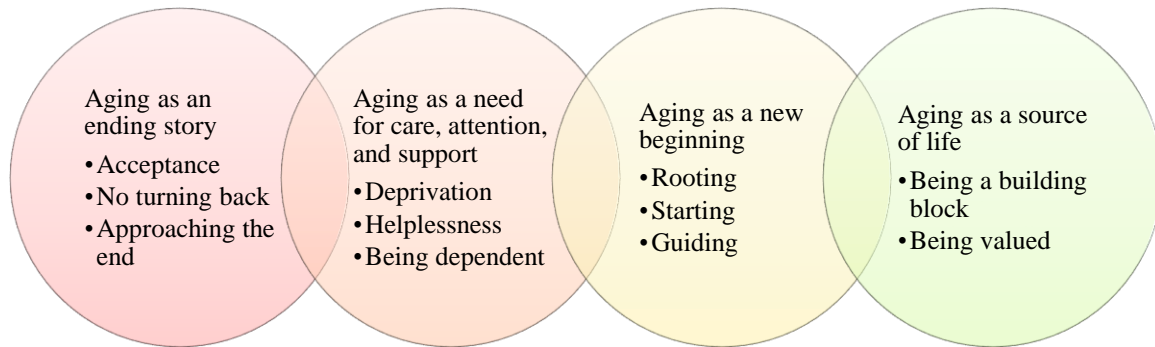 Aging as an
ending story
•Acceptance
•No turning back
•Approaching the
end
Aging as a need
for care, attention,
and support
•Deprivation
•Helplessness
•Being dependent
Aging as a new
beginning
•Rooting
•Starting
•Guiding
Aging as a source
of life
•Being a building
block
•Being valued